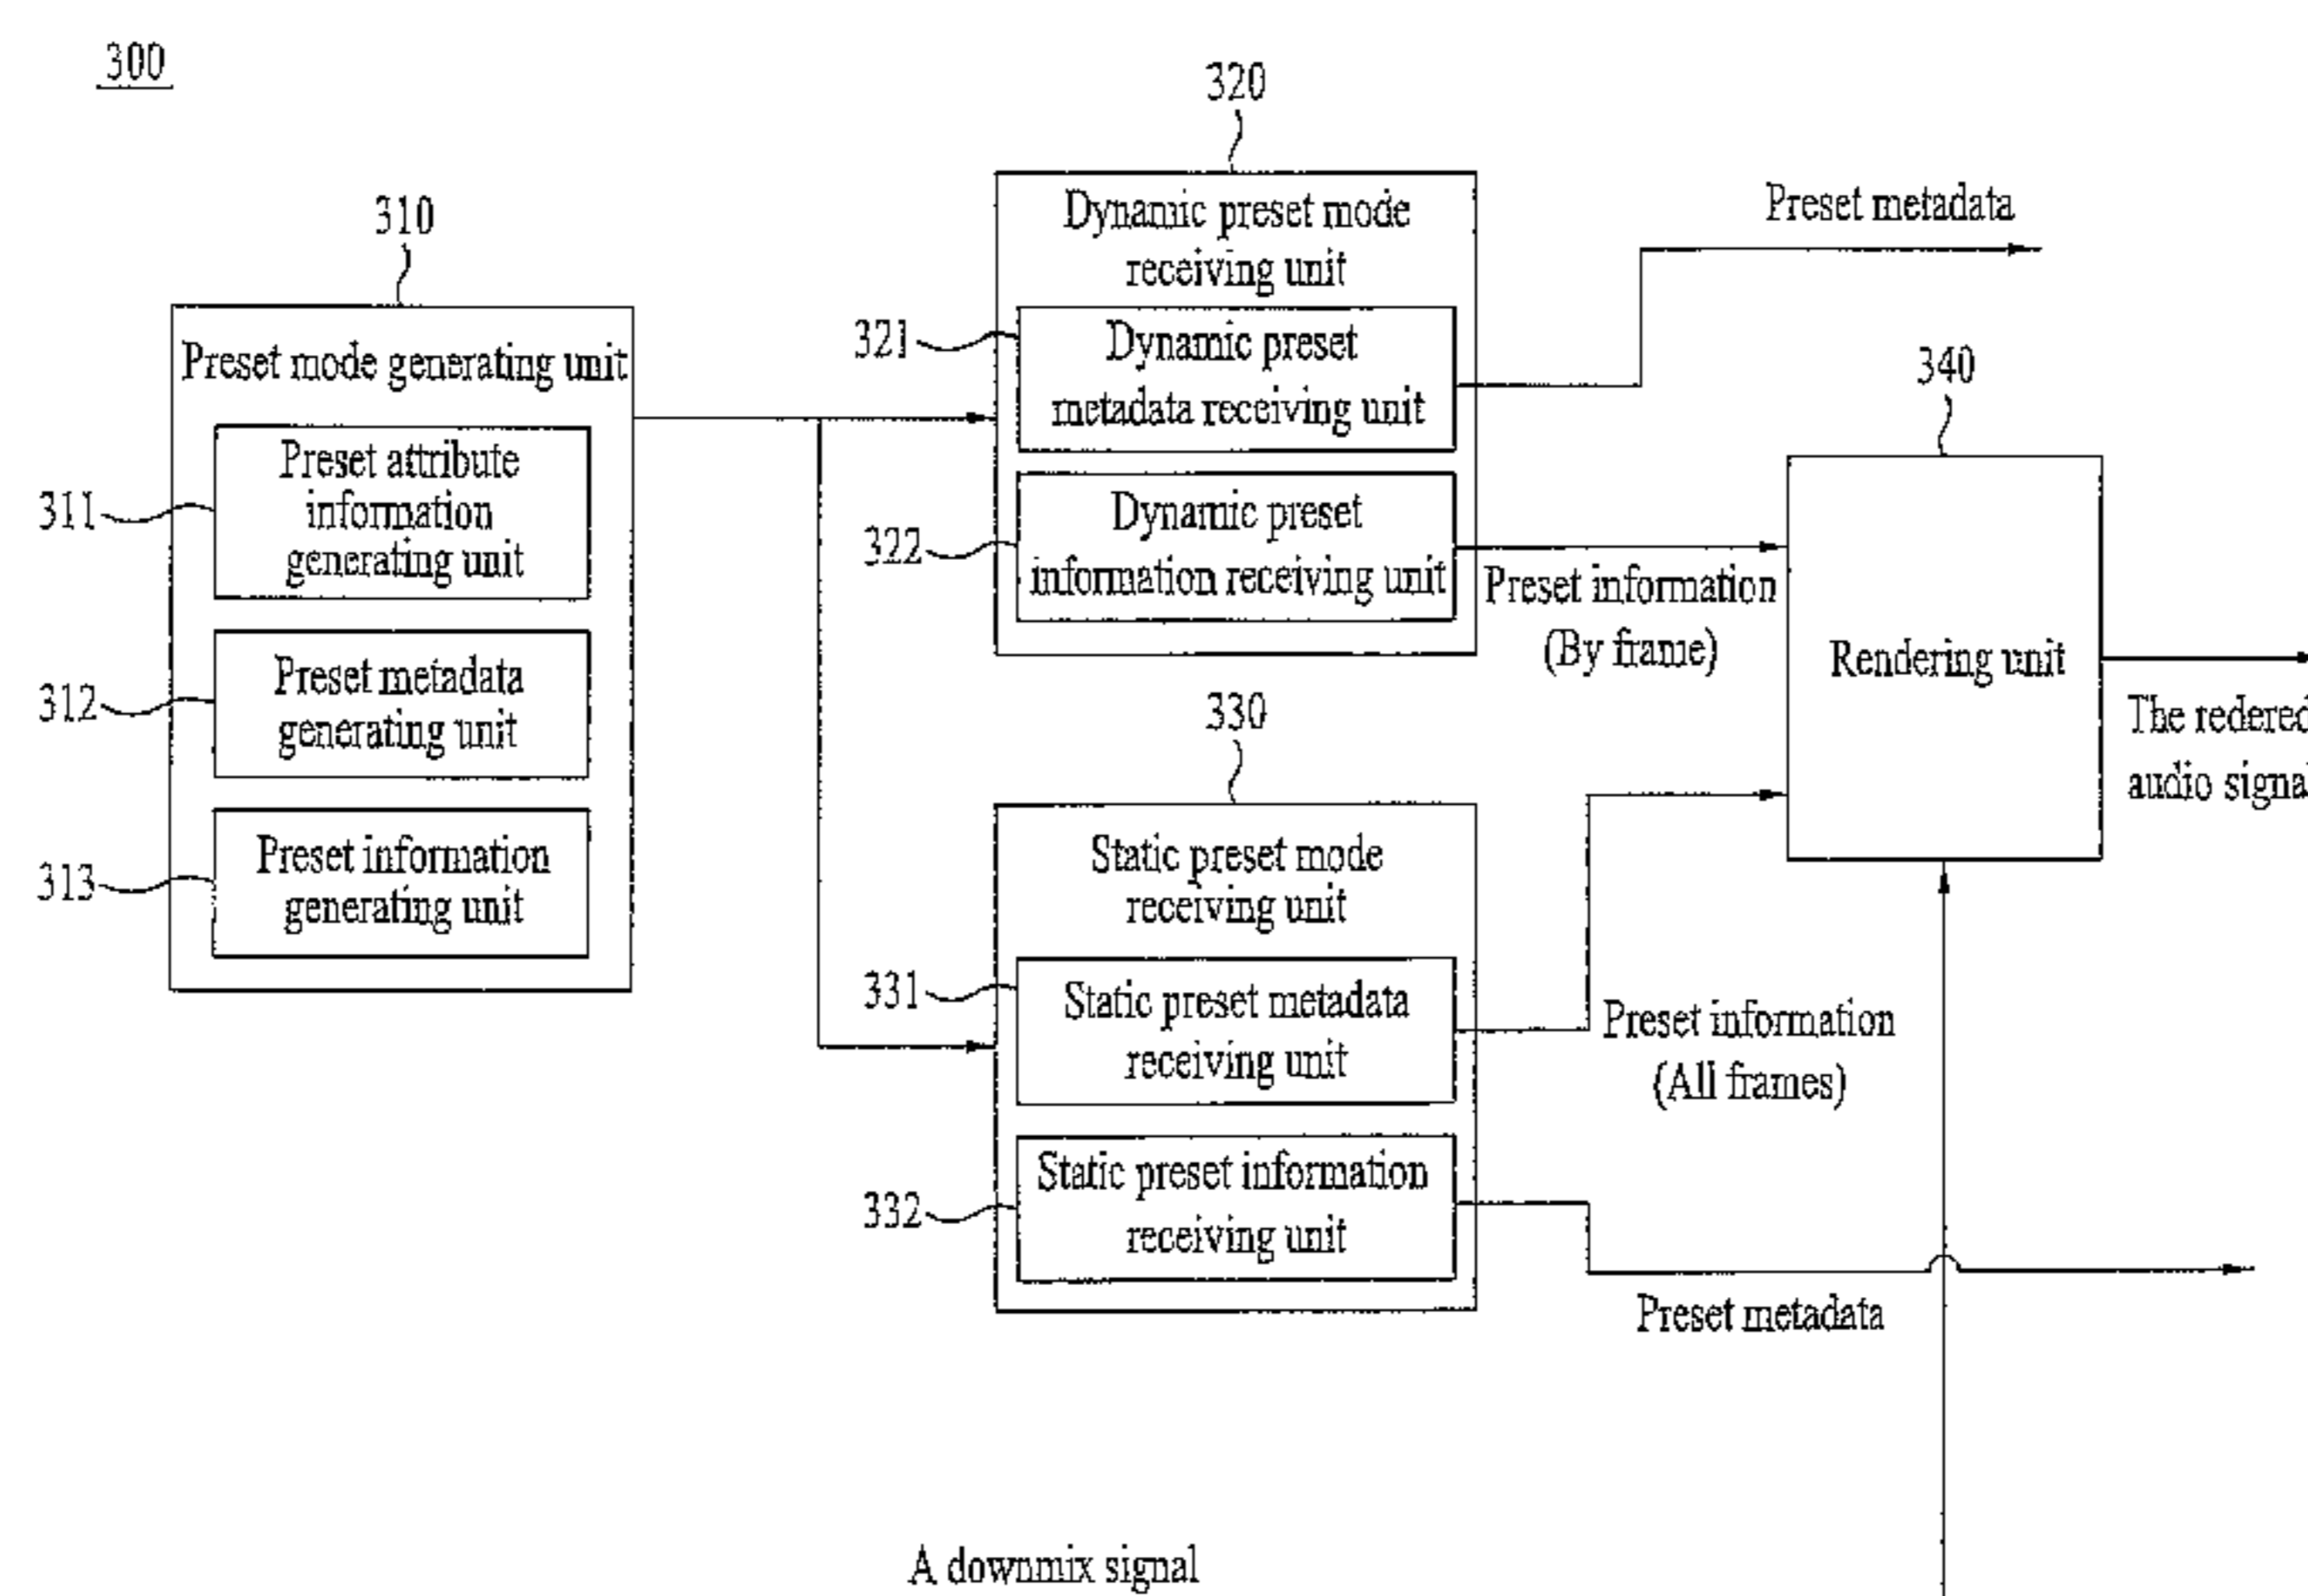 300
310
Preset mode generating unit
311
Preset attribute
information
generating unit
312
Preset metadata
generating unit
313
Preset information
generating unit
320
Dynamic preset mode
receiving unit
321
Dynamic preset
metadata receiving unit
322
Dynamic preset
information receiving unit
Preset metadata
Preset information
(By frame)
330
Static preset mode
receiving unit
331
Static preset metadata
receiving unit
332
Static preset information
receiving unit
Preset information
(All frames)
Preset metadata
340
Rendering unit
The redered
audio signal
A downmix signal